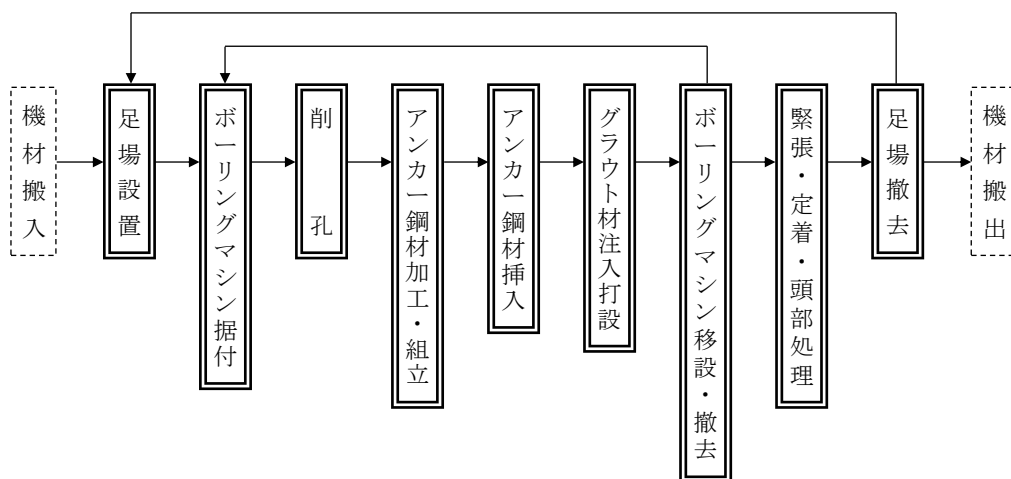 機材搬入
足場設置
ボーリングマシン据付
削孔
アンカー鋼材加工・組立
アンカー鋼材挿入
グラウト材注入打設
ボーリングマシン移設・撤去
緊張・定着・頭部処理
足場撤去
機材搬出